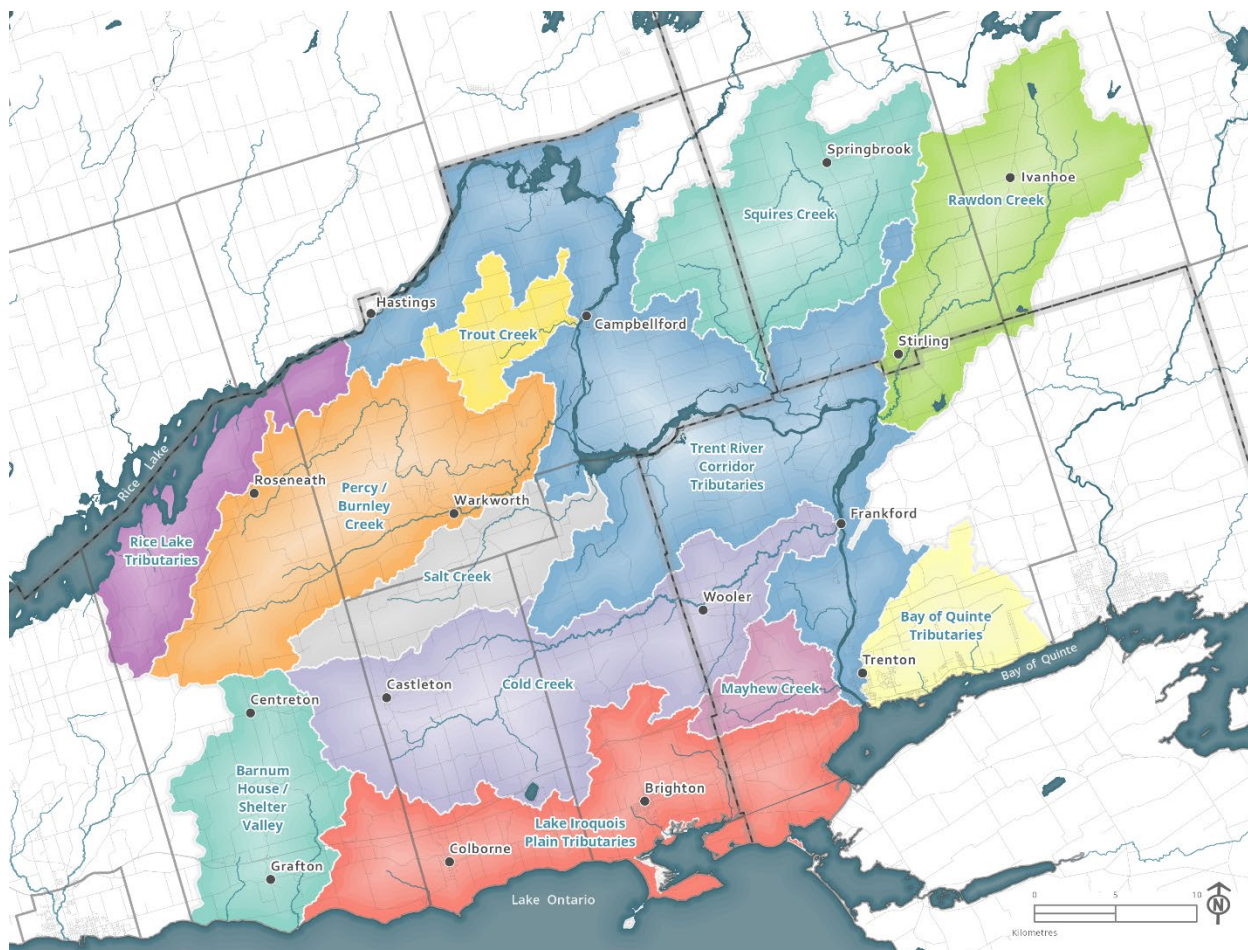 Springbrook
Ivanhoe
Rawdon Creek
Squires Creek
Hastings
Campbellford
Trout Creek
Stirling
Rice Lake
Trent River
Corridor
Tributaries
Roseneath
Percy /
Burnley
Creek
Warkworth
Frankford
Rice Lake
Tributaries
Salt Creek
Wooler
Bay of Quinte
Tributaries
Trenton
Bay of Quinte
Castleton
Cold Creek
Mayhew Creek
Centreton
Barnum
House /
Shelter
Valley
Brighton
Lake Iroquois
Plain Tributaries
Colborne
Grafton
Lake Ontario
0 5 10
Kilometres
N